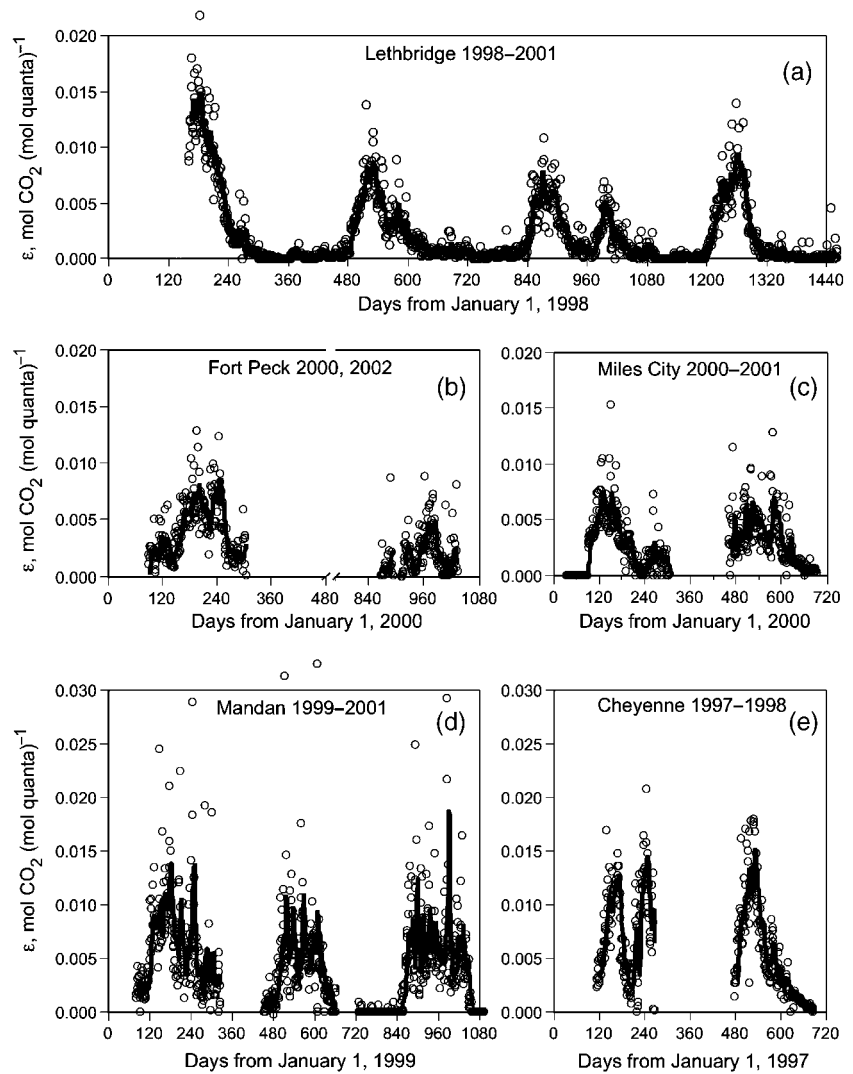 Lethbridge 1998–2001
(a)
ε, mol CO2 (mol quanta)−1
0.020
0.015
0.010
0.005
0.000
0 120 240 360 480 600 720 840 960 1080 1200 1320 1440
Days from January 1, 1998
Fort Peck 2000, 2002
(b)
ε, mol CO2 (mol quanta)−1
0.020
0.015
0.010
0.005
0.000
0 120 240 360 480 840 960 1080
Days from January 1, 2000
Miles City 2000–2001
(c)
0.020
0.015
0.010
0.005
0.000
0 120 240 360 480 600 720
Days from January 1, 2000
Mandan 1999–2001
(d)
ε, mol CO2 (mol quanta)−1
0.030
0.025
0.020
0.015
0.010
0.005
0.000
0 120 240 360 480 600 720 840 960 1080
Days from January 1, 1999
Cheyenne 1997–1998
(e)
0.030
0.025
0.020
0.015
0.010
0.005
0.000
0 120 240 360 480 600 720
Days from January 1, 1997